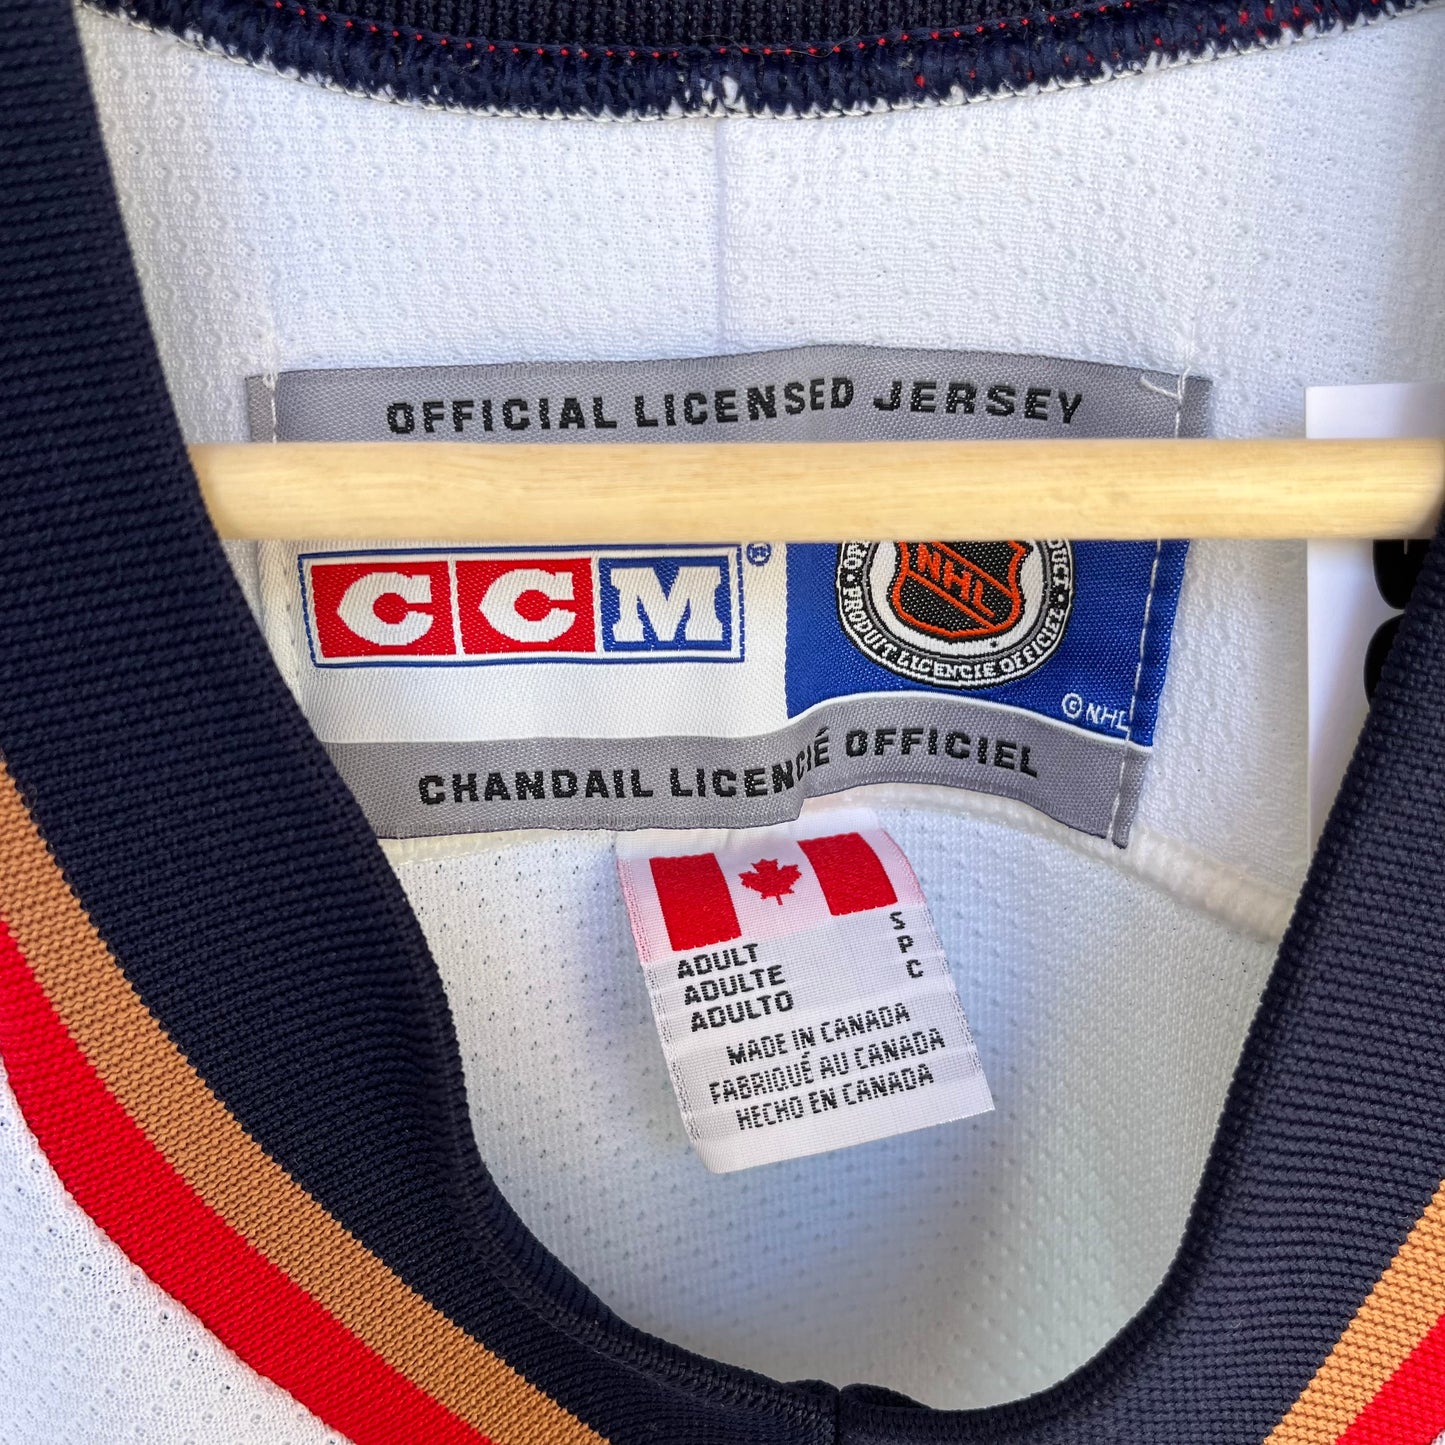 OFFICIAL LICENSED JERSEY
CCM®
NHL
PRODUIT LICENCIE OFFICIEL
© NHL
CHANDAIL LICENCIÉ OFFICIEL
ADULT S
ADULTE P
ADULTO C
MADE IN CANADA
FABRIQUÉ AU CANADA
HECHO EN CANADA